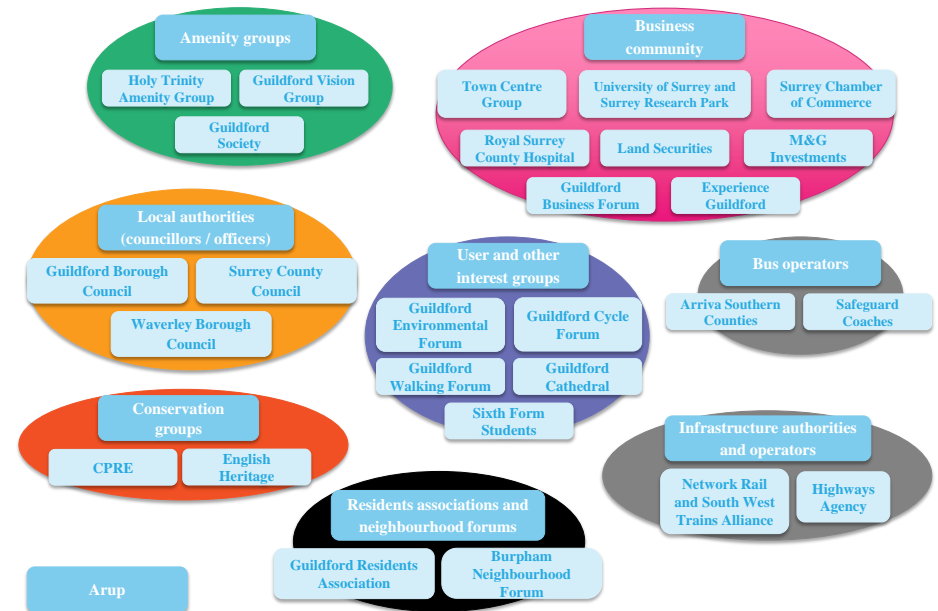 Amenity groups
Holy Trinity
Amenity Group
Guildford Vision
Group
Guildford
Society
Business
community
Town Centre
Group
University of Surrey and
Surrey Research Park
Surrey Chamber
of Commerce
Royal Surrey
County Hospital
Land Securities
M&G
Investments
Guildford
Business Forum
Experience
Guildford
Local authorities
(councillors / officers)
Guildford Borough
Council
Surrey County
Council
Waverley Borough
Council
User and other
interest groups
Guildford
Environmental
Forum
Guildford Cycle
Forum
Guildford
Walking Forum
Guildford
Cathedral
Sixth Form
Students
Bus operators
Arriva Southern
Counties
Safeguard
Coaches
Conservation
groups
CPRE
English
Heritage
Infrastructure authorities
and operators
Network Rail
and South West
Trains Alliance
Highways
Agency
Residents associations and
neighbourhood forums
Guildford Residents
Association
Burpham
Neighbourhood
Forum
Arup